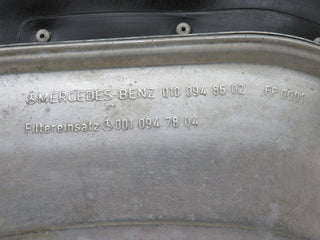 MERCEDES-BENZ 010 094 85 02 FP 0001
Filtereinsatz 001 094 78 04